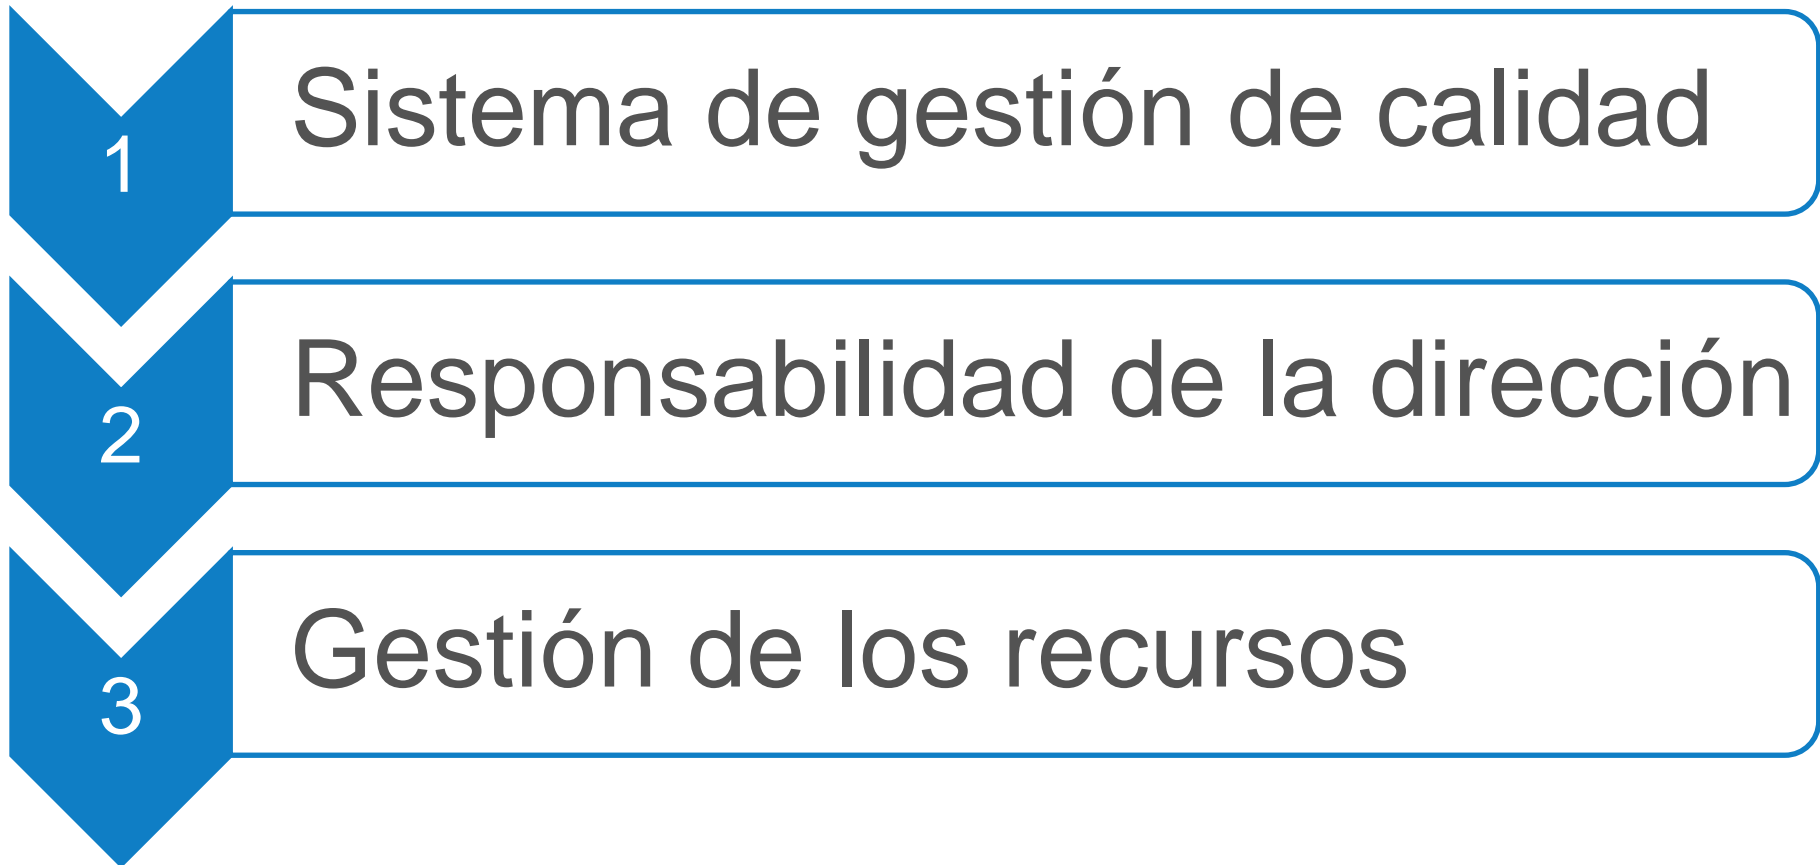 1
Sistema de gestión de calidad
2
Responsabilidad de la dirección
3
Gestión de los recursos